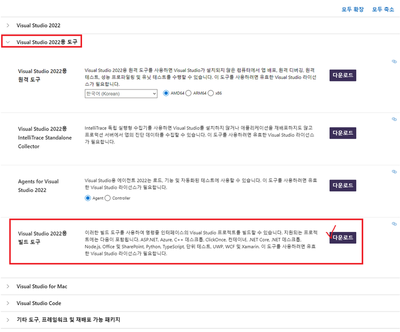 모두 확장 모두 축소
Visual Studio 2022
Visual Studio 2022용 도구
Visual Studio 2022용
원격 도구
Visual Studio 2022용 원격 도구를 사용하면 Visual Studio가 설치되지 않은 컴퓨터에서 앱 배포, 원격 디버깅, 원격
테스트, 성능 프로파일링 및 유닛 테스트를 수행할 수 있습니다. 이 도구를 사용하려면 유효한 Visual Studio 라이선
스가 필요합니다.
한국어 (Korean) AMD64 ARM64 x86
다운로드
Visual Studio 2022용
IntelliTrace Standalone
Collector
IntelliTrace 독립 실행형 수집기를 사용하면 Visual Studio를 설치하지 않거나 애플리케이션을 재배포하지도 않고
프로덕션 서버에서 앱의 진단 데이터를 수집할 수 있습니다. 이 도구를 사용하려면 유효한 Visual Studio 라이선스
가 필요합니다.
다운로드
Agents for Visual
Studio 2022
Visual Studio용 에이전트 2022는 로드, 기능 및 자동화된 테스트에 사용할 수 있습니다. 이 도구를 사용하려면 유효
한 Visual Studio 라이선스가 필요합니다.
Agent Controller
다운로드
Visual Studio 2022용
빌드 도구
이러한 빌드 도구를 사용하여 명령줄 인터페이스의 Visual Studio 프로젝트를 빌드할 수 있습니다. 지원되는 프로젝
트에는 다음이 포함됩니다. ASP.NET, Azure, C++ 데스크톱, ClickOnce, 컨테이너, .NET Core, .NET 데스크톱,
Node.js, Office 및 SharePoint, Python, TypeScript, 단위 테스트, UWP, WCF 및 Xamarin. 이 도구를 사용하려면 유효
한 Visual Studio 라이선스가 필요합니다.
다운로드
Visual Studio for Mac
Visual Studio Code
기타 도구, 프레임워크 및 재배포 가능 패키지